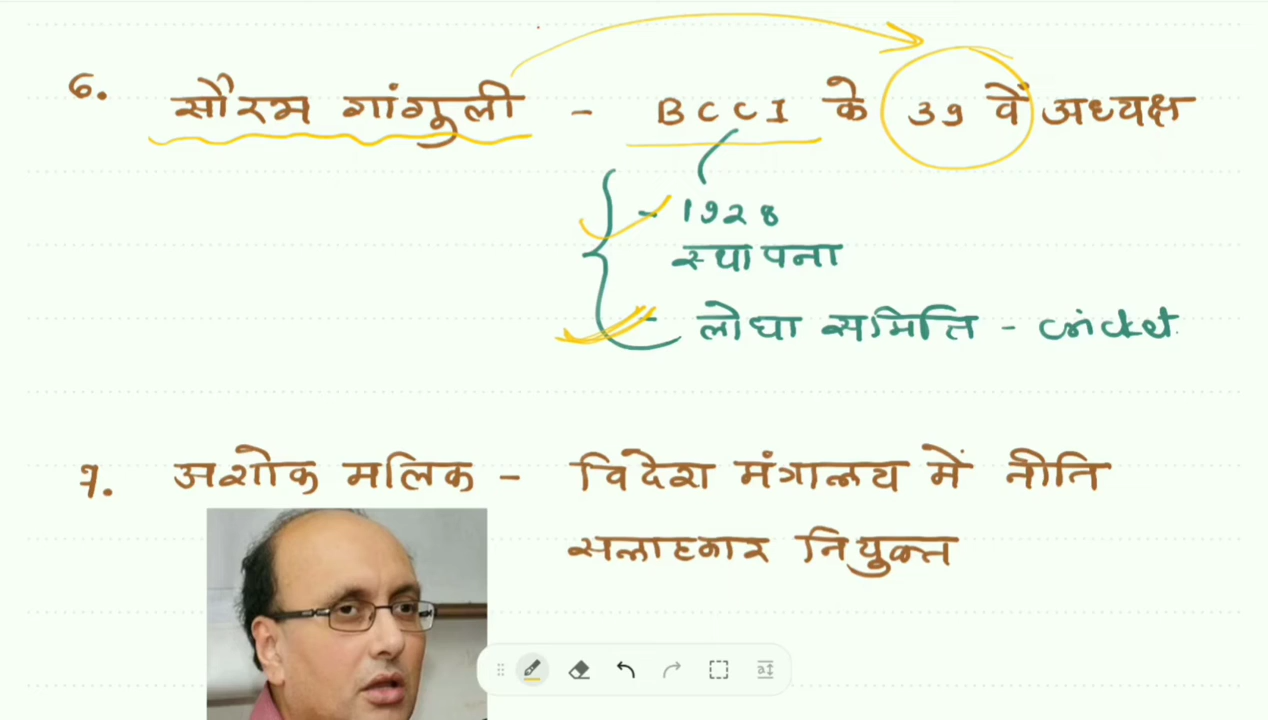 6. सौरभ गांगुली - BCCI के 39 वें अध्यक्ष
- 1928
स्थापना
- लोधा समिति - cricket.
7. अशोक मलिक - विदेश मंत्रालय में नीति
सलाहकार नियुक्त